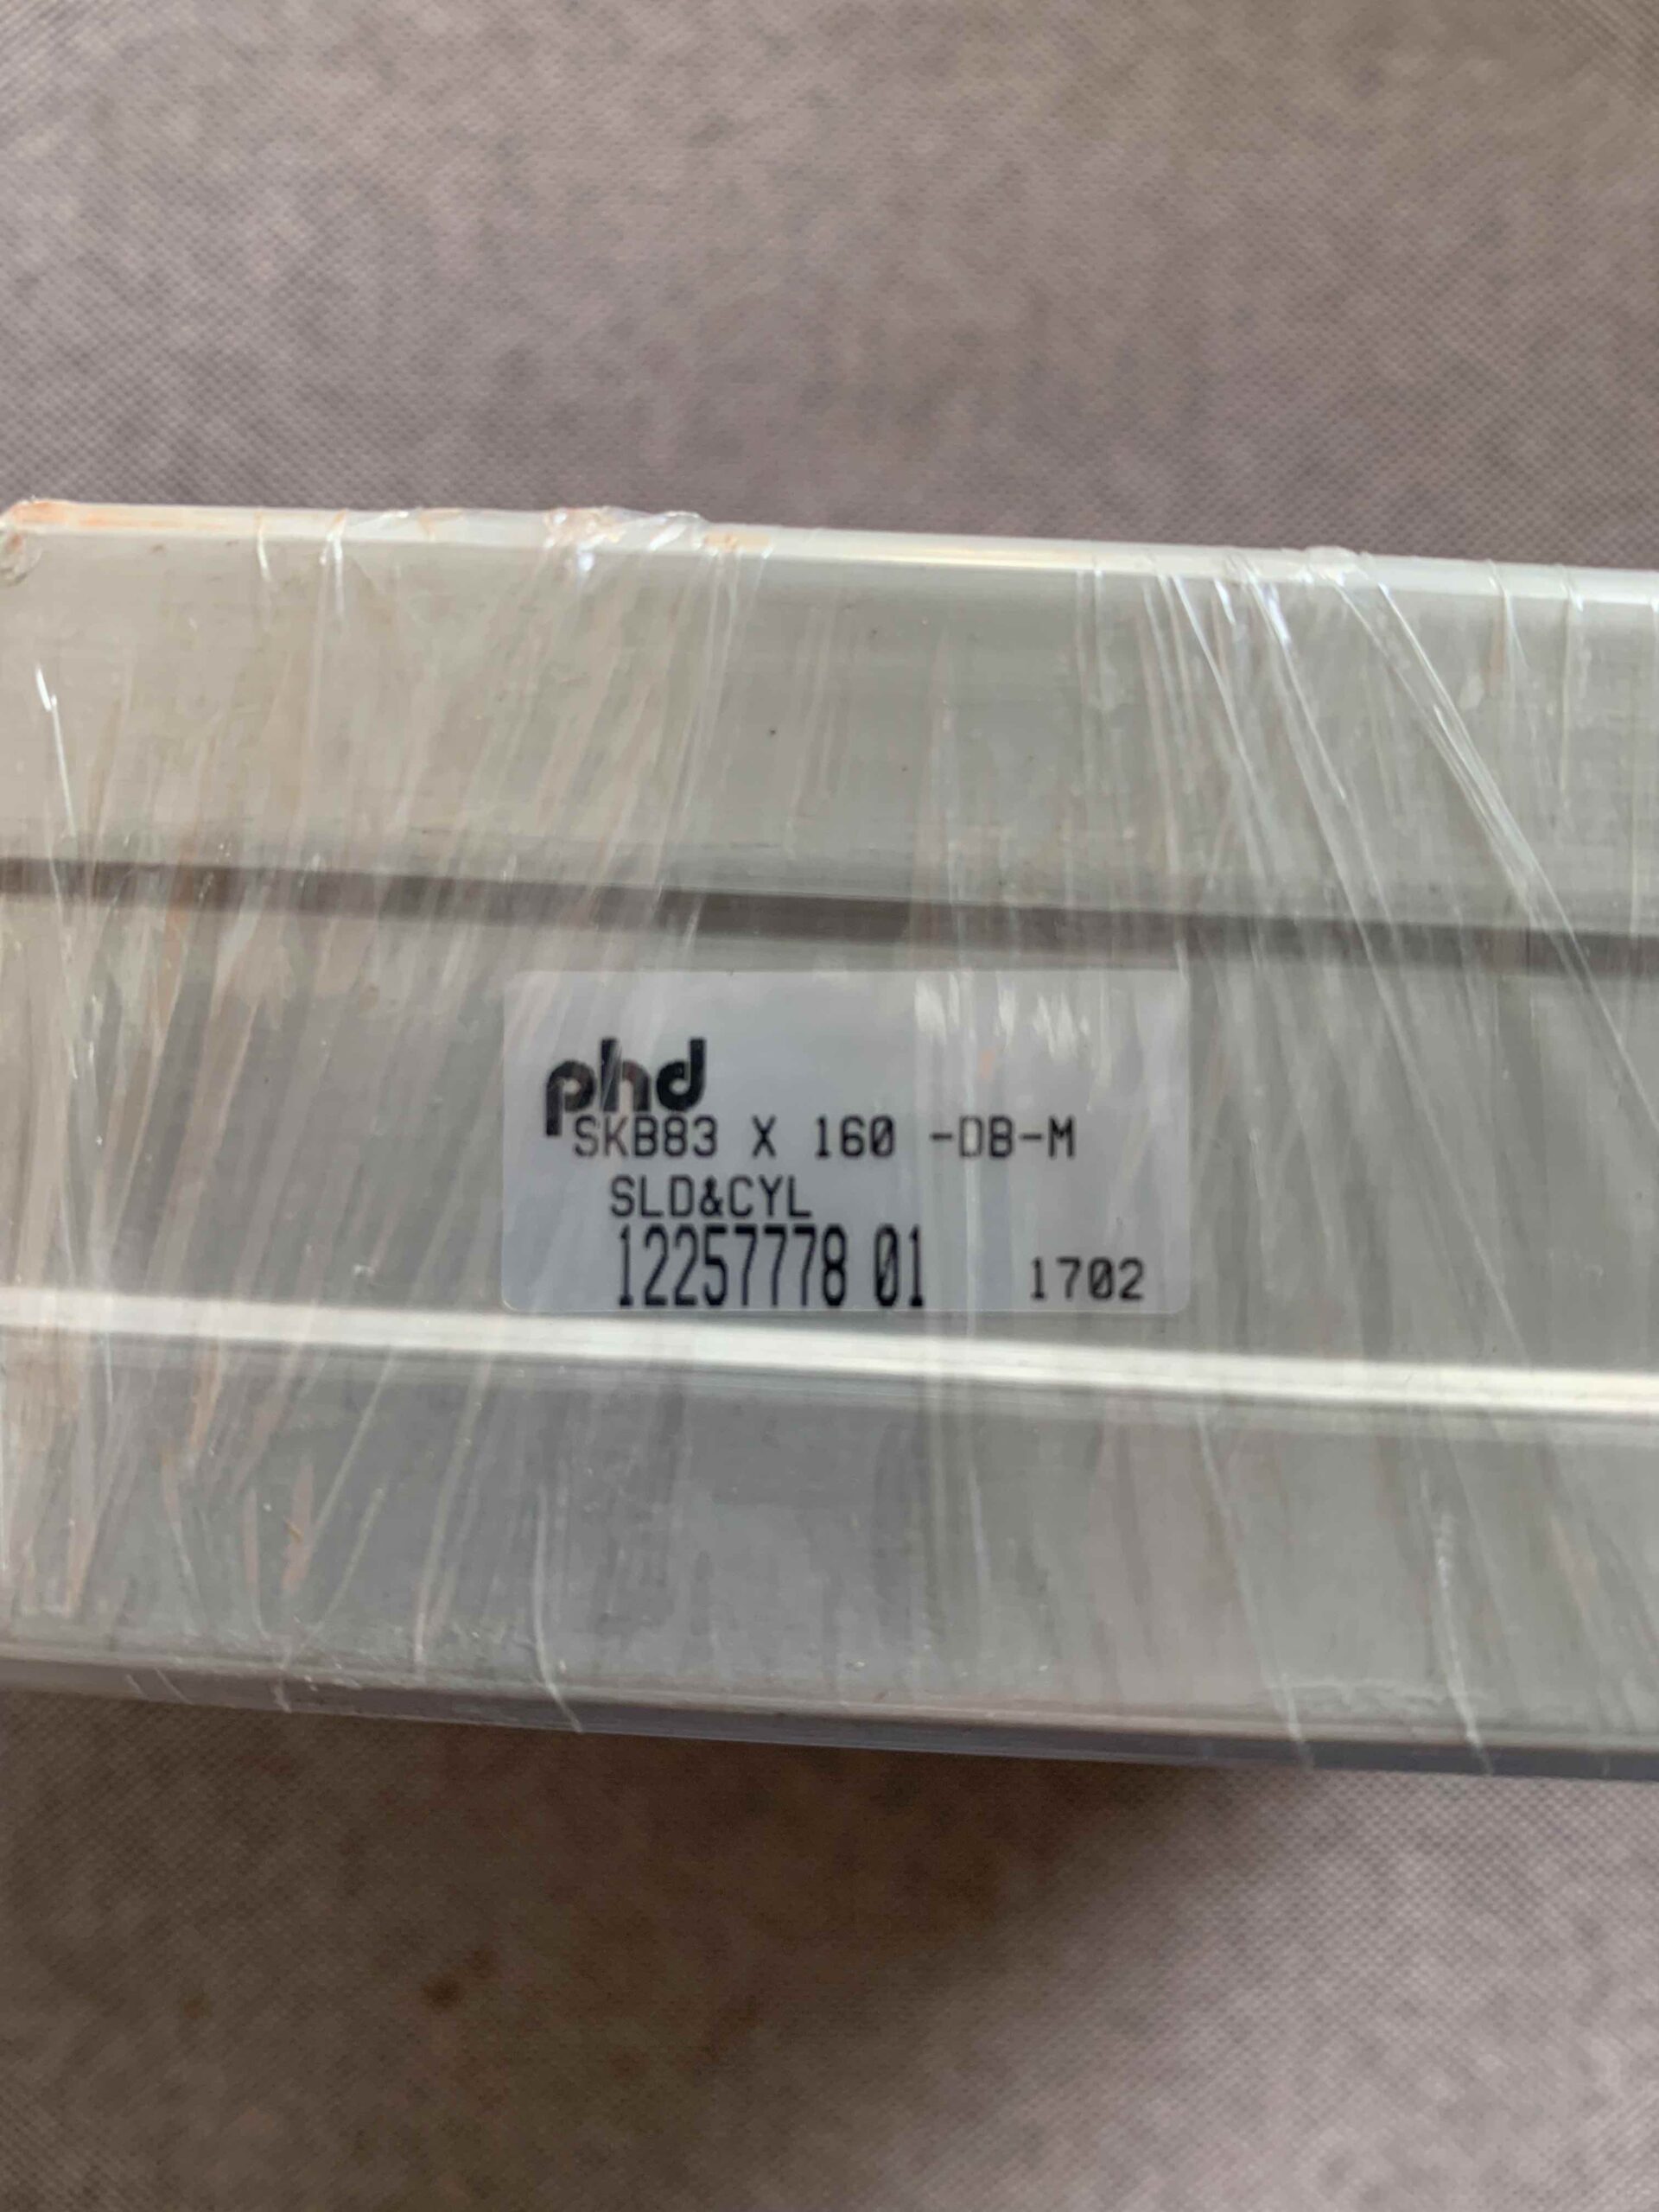 phd
SKB83 X 160 -DB-M
SLD&CYL
12257778 01 1702